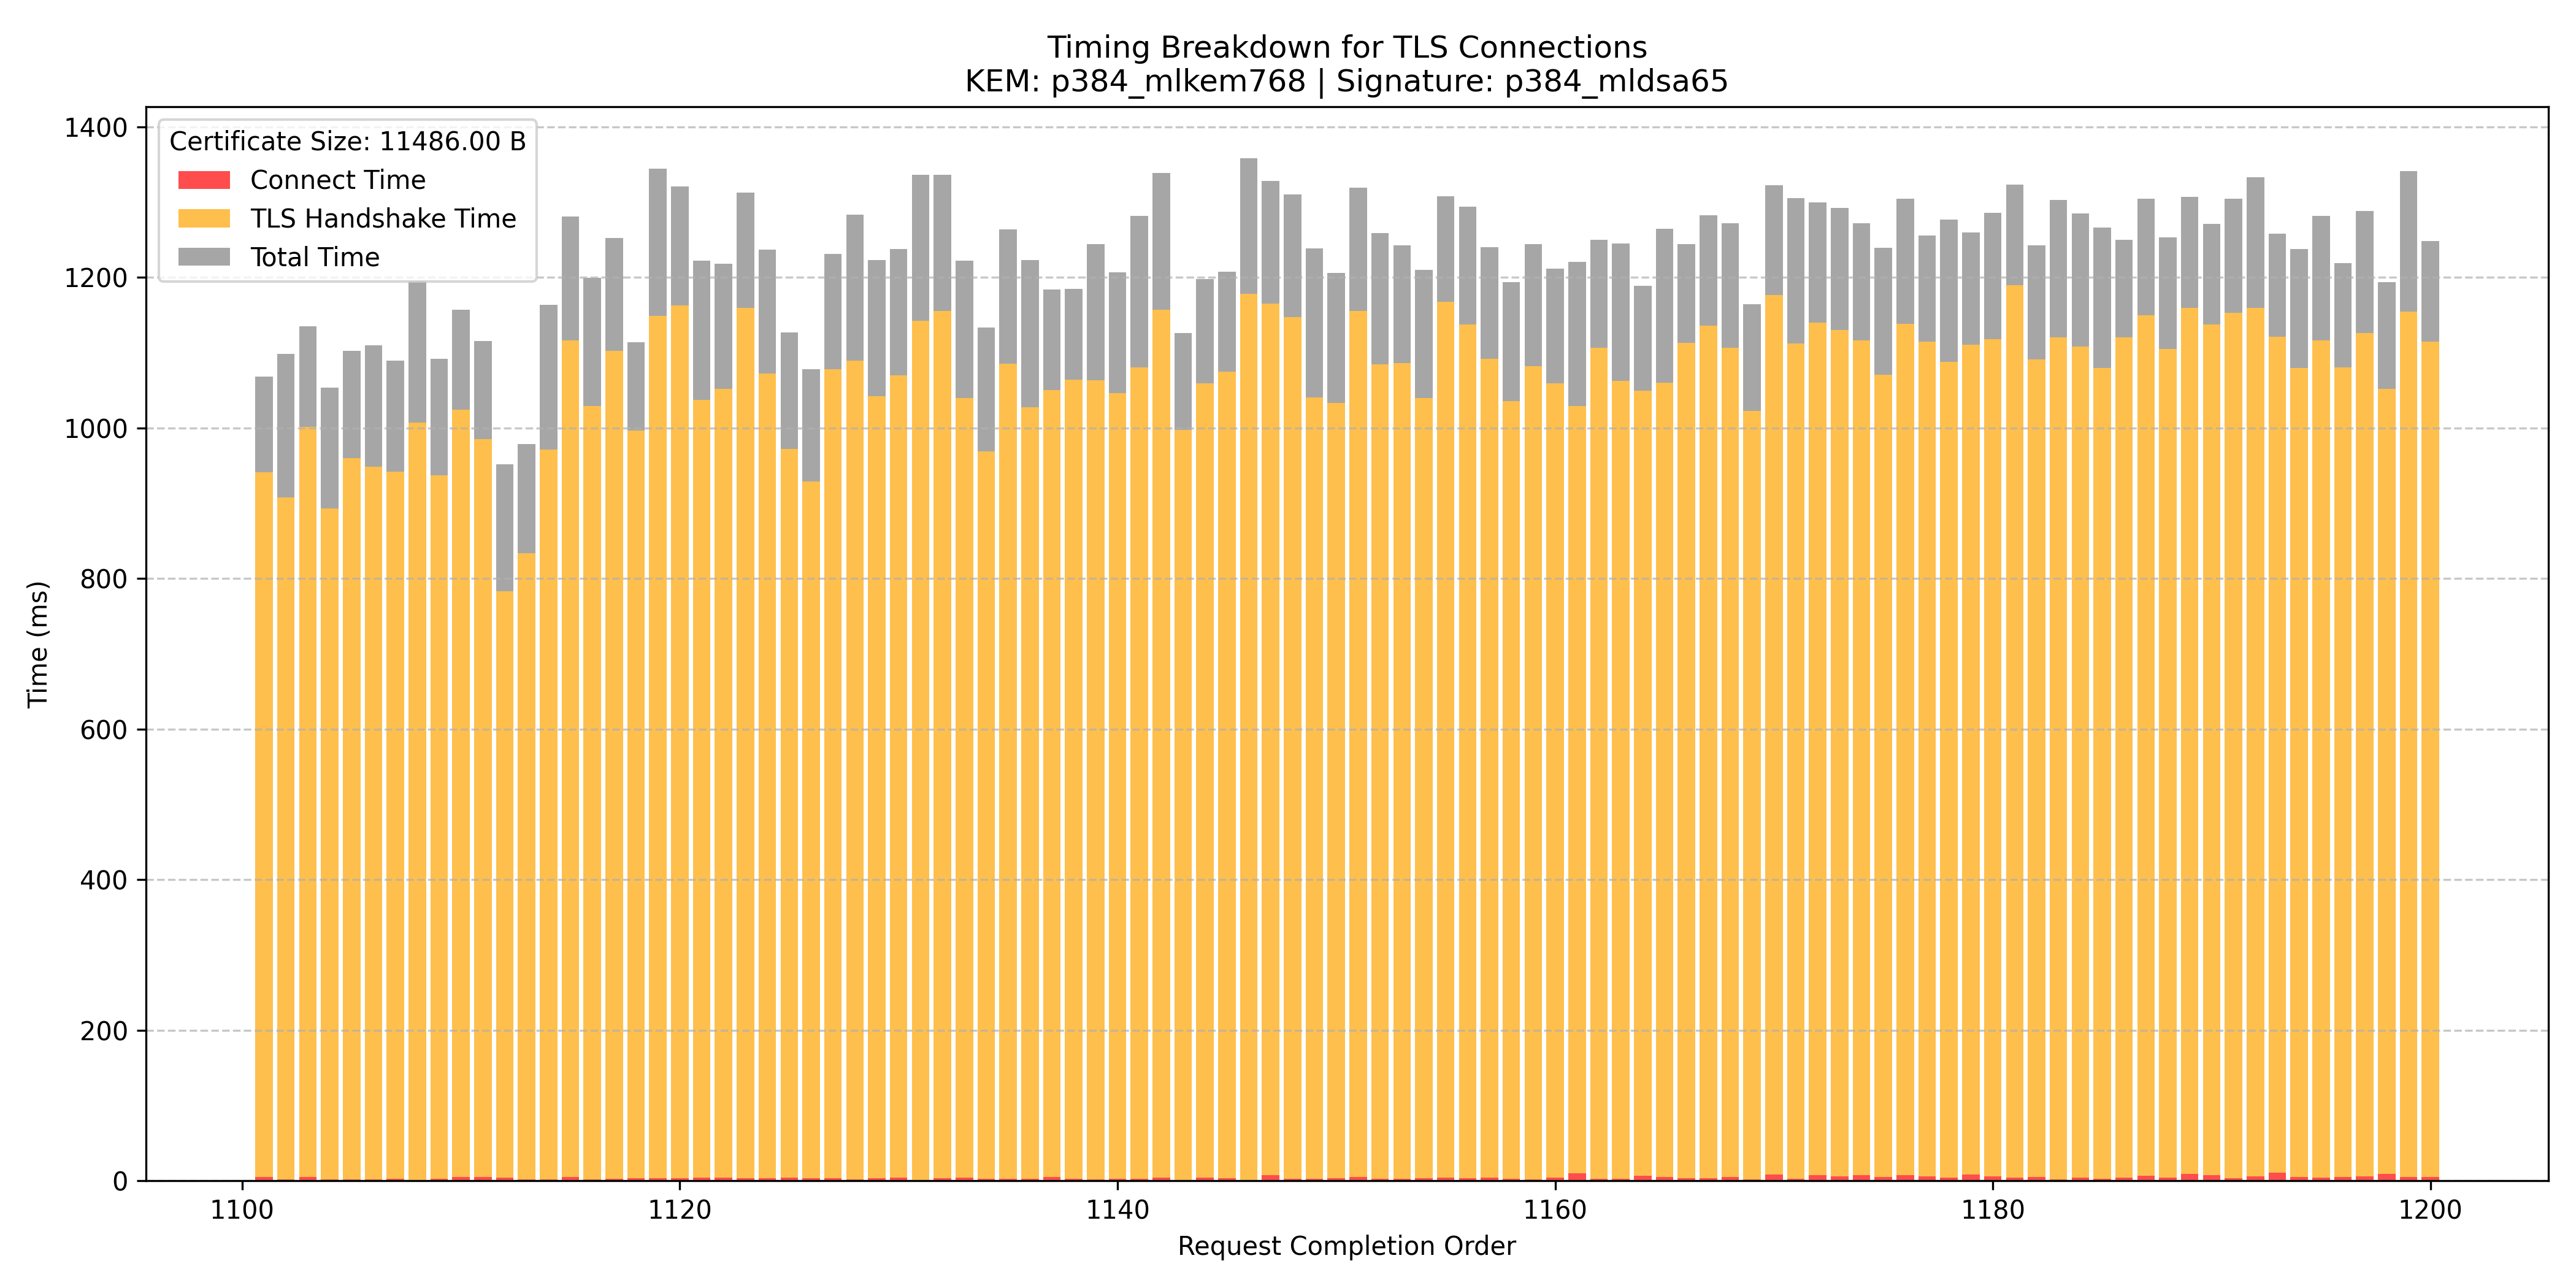 Timing Breakdown for TLS Connections
KEM: p384_mlkem768 | Signature: p384_mldsa65
Certificate Size: 11486.00 B
Connect Time
TLS Handshake Time
Total Time
Time (ms)
1400
1200
1000
800
600
400
200
0
1100 1120 1140 1160 1180 1200
Request Completion Order